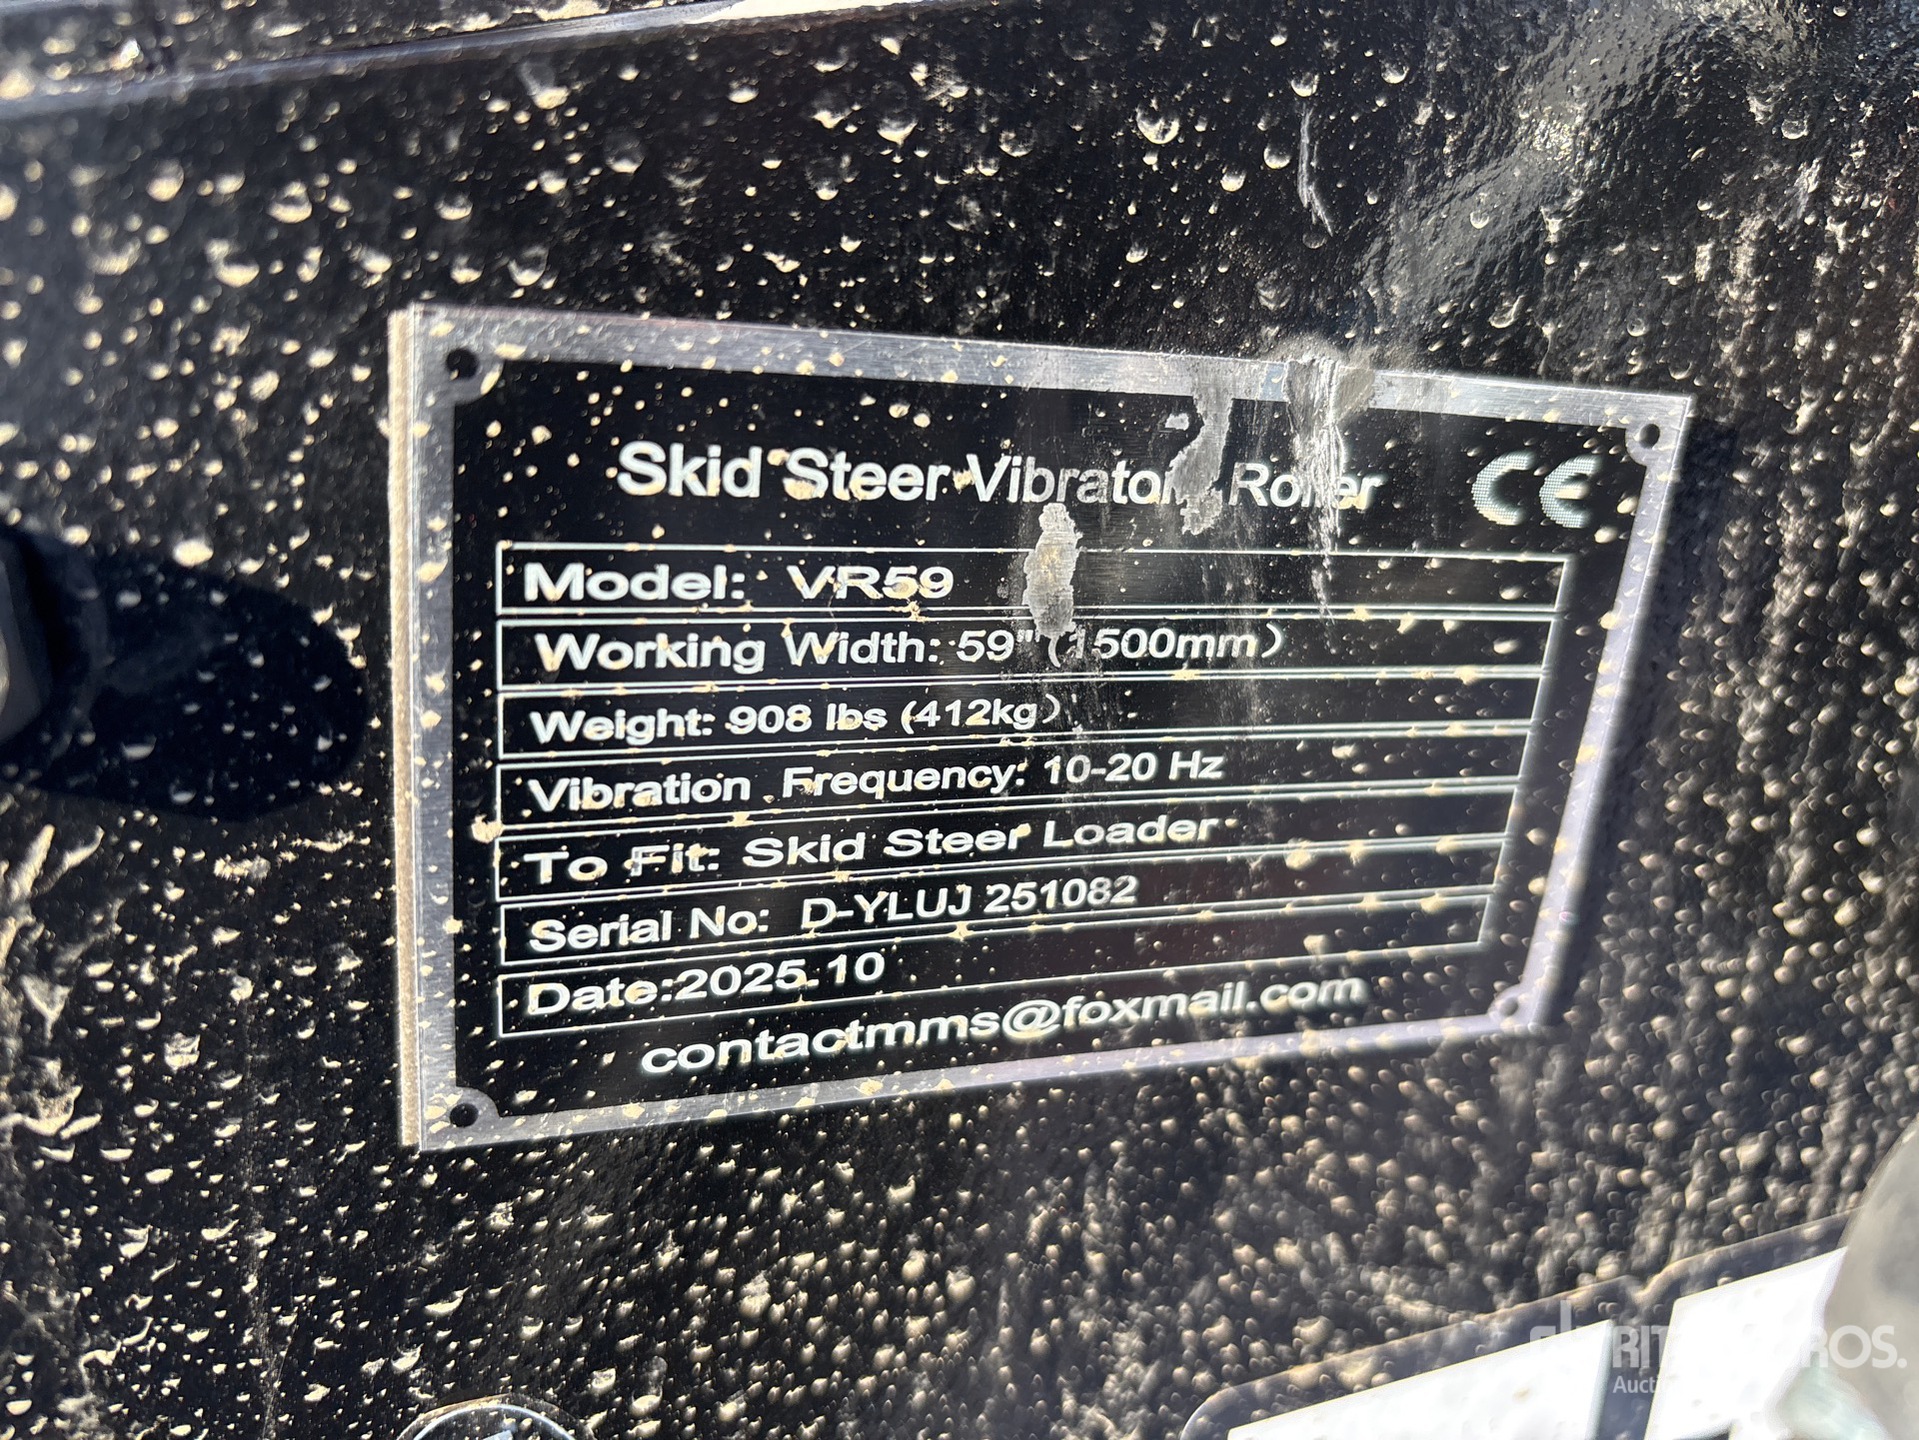 Skid Steer Vibratory Roller CE
Model: VR59
Working Width: 59" (1500mm)
Weight: 908 lbs (412kg)
Vibration Frequency: 10-20 Hz
To Fit: Skid Steer Loader
Serial No: D-YLUJ 251082
Date:2025.10
contactmms@foxmail.com